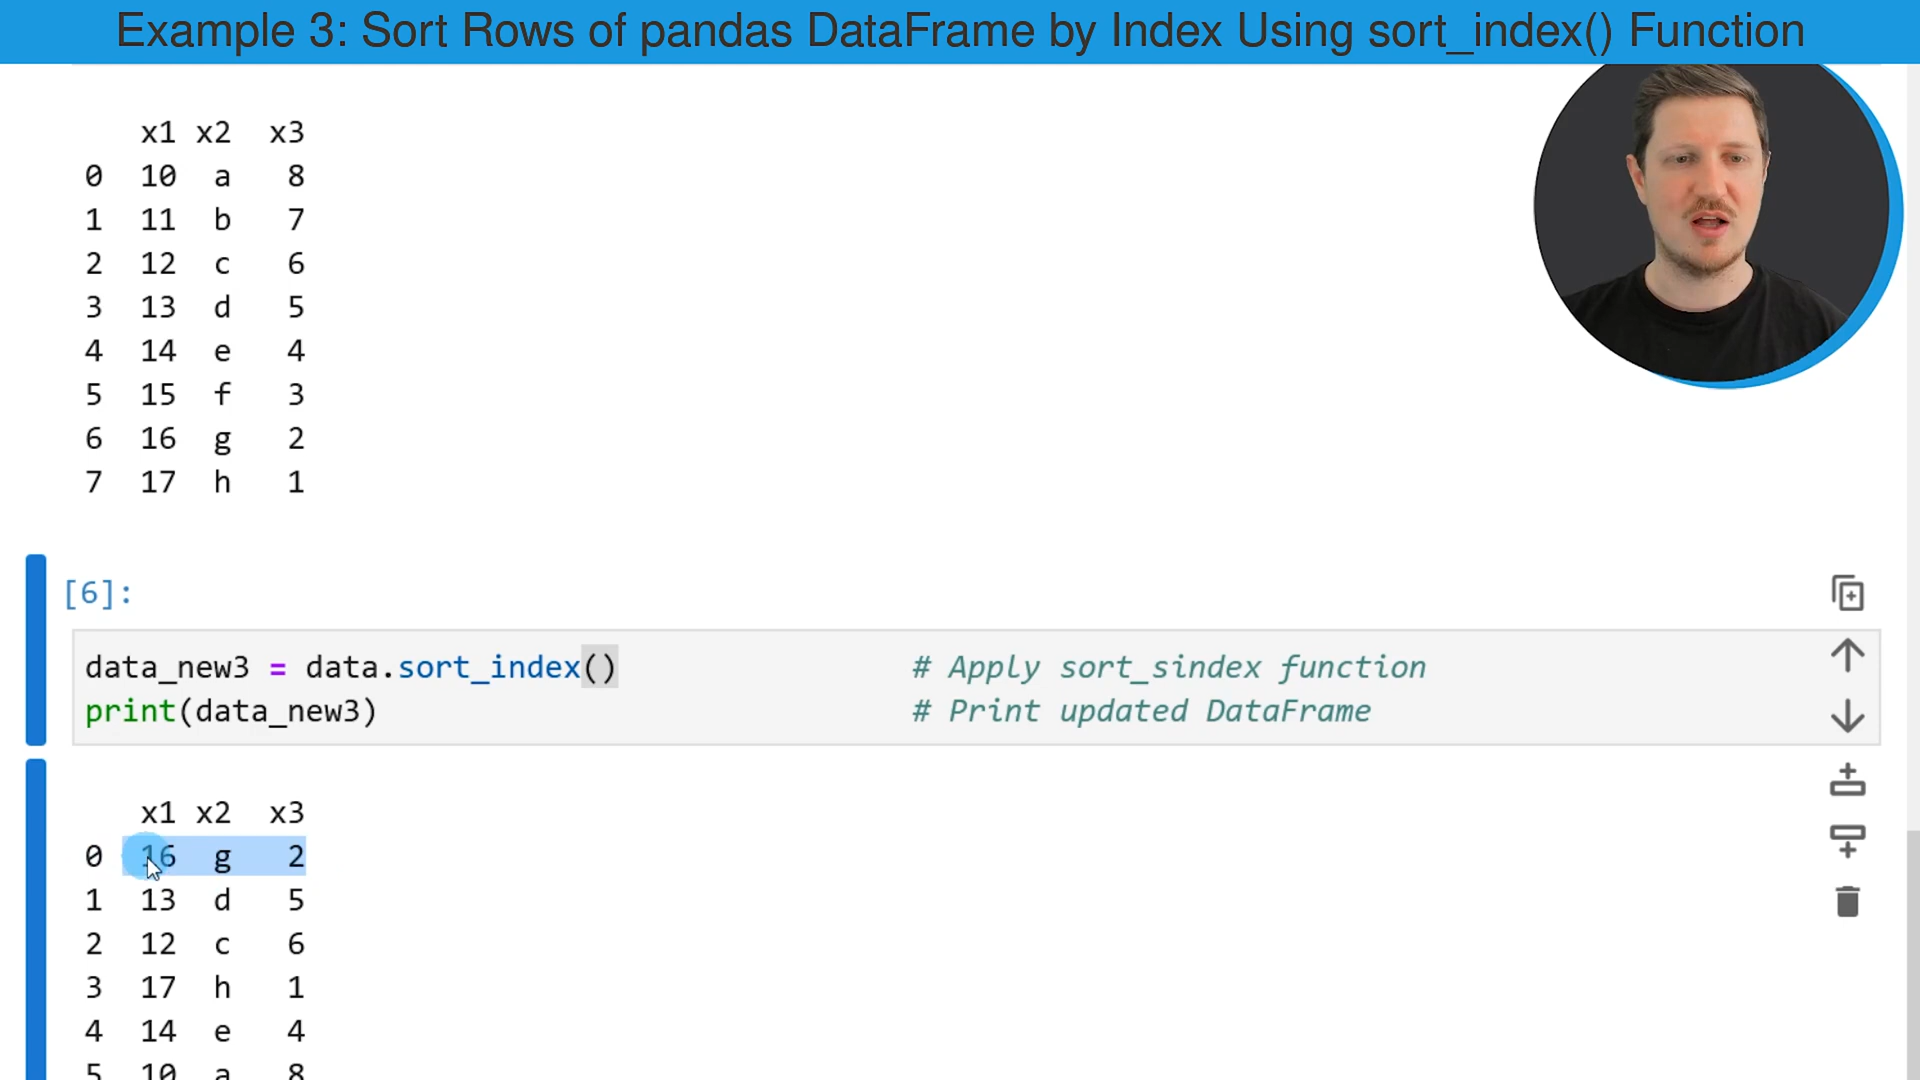 Example 3: Sort Rows of pandas DataFrame by Index Using sort_index() Function
x1 x2 x3
0 10 a 8
1 11 b 7
2 12 c 6
3 13 d 5
4 14 e 4
5 15 f 3
6 16 g 2
7 17 h 1
[6]:
data_new3 = data.sort_index() # Apply sort_sindex function
print(data_new3) # Print updated DataFrame
x1 x2 x3
0 16 g 2
1 13 d 5
2 12 c 6
3 17 h 1
4 14 e 4
5 10 a 8